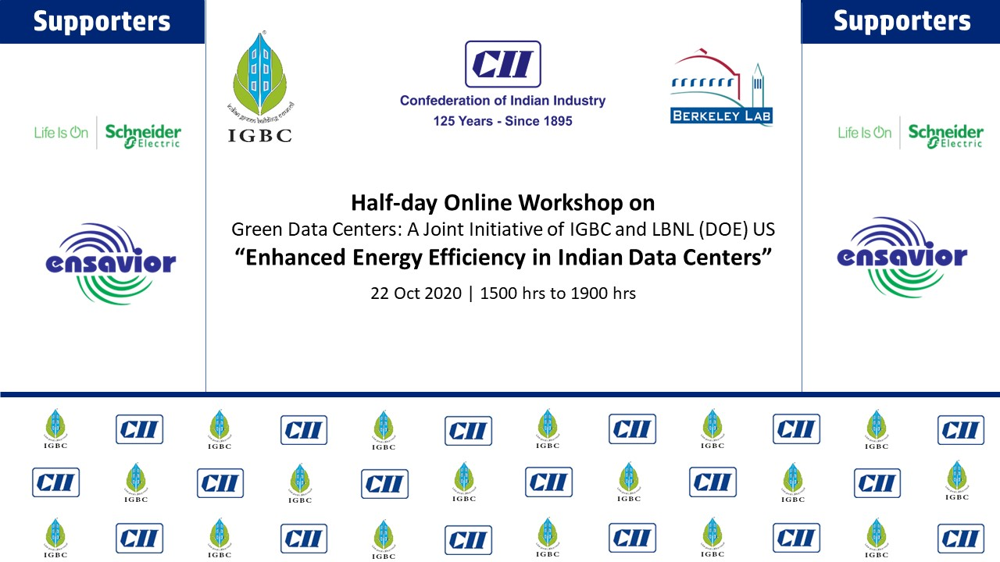 Supporters
Supporters
indian green building council
IGBC
CII
Confederation of Indian Industry
125 Years - Since 1895
BERKELEY LAB
Life Is On
Schneider
Electric
Life Is On
Schneider
Electric
ensavior
ensavior
Half-day Online Workshop on
Green Data Centers: A Joint Initiative of IGBC and LBNL (DOE) US
“Enhanced Energy Efficiency in Indian Data Centers”
22 Oct 2020 | 1500 hrs to 1900 hrs
IGBC CII IGBC CII IGBC CII IGBC CII IGBC CII IGBC CII
CII IGBC CII IGBC CII IGBC CII IGBC CII IGBC CII IGBC
IGBC CII IGBC CII IGBC CII IGBC CII IGBC CII IGBC CII